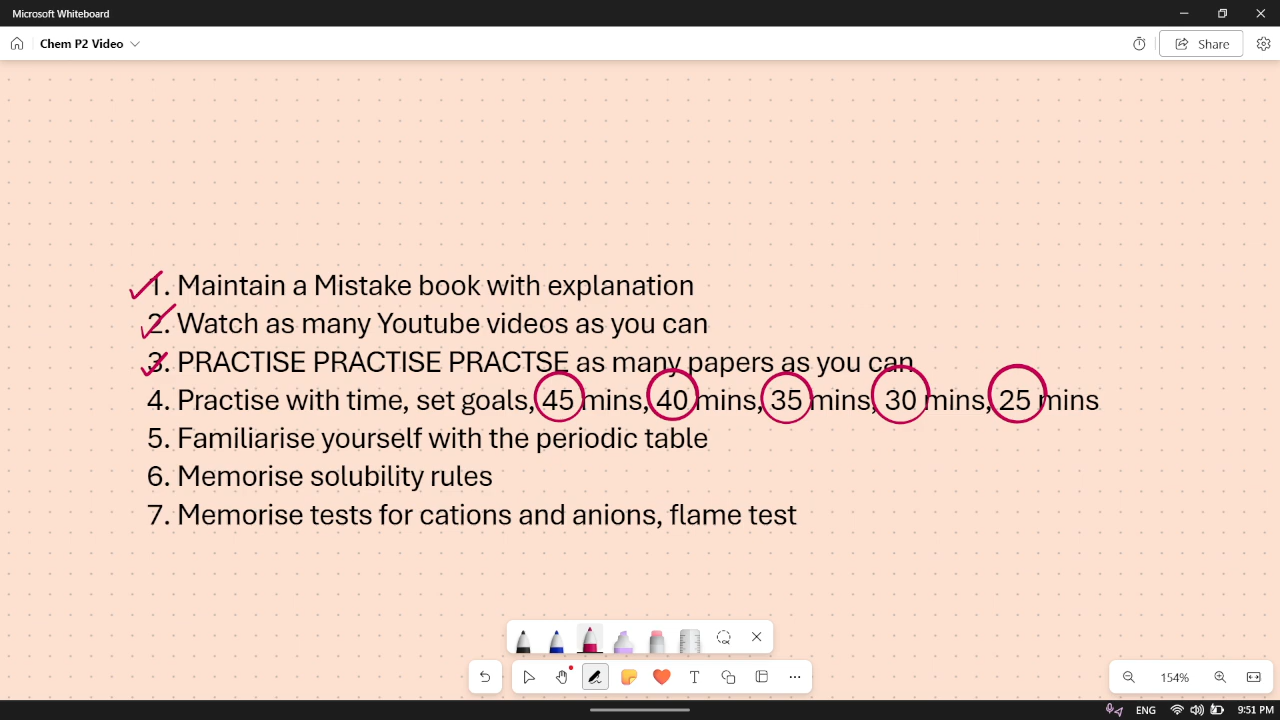 Microsoft Whiteboard
Chem P2 Video
Share
1. Maintain a Mistake book with explanation
2. Watch as many Youtube videos as you can
3. PRACTISE PRACTISE PRACTSE as many papers as you can
4. Practise with time, set goals, 45 mins, 40 mins, 35 mins, 30 mins, 25 mins
5. Familiarise yourself with the periodic table
6. Memorise solubility rules
7. Memorise tests for cations and anions, flame test
154%
ENG 9:51 PM